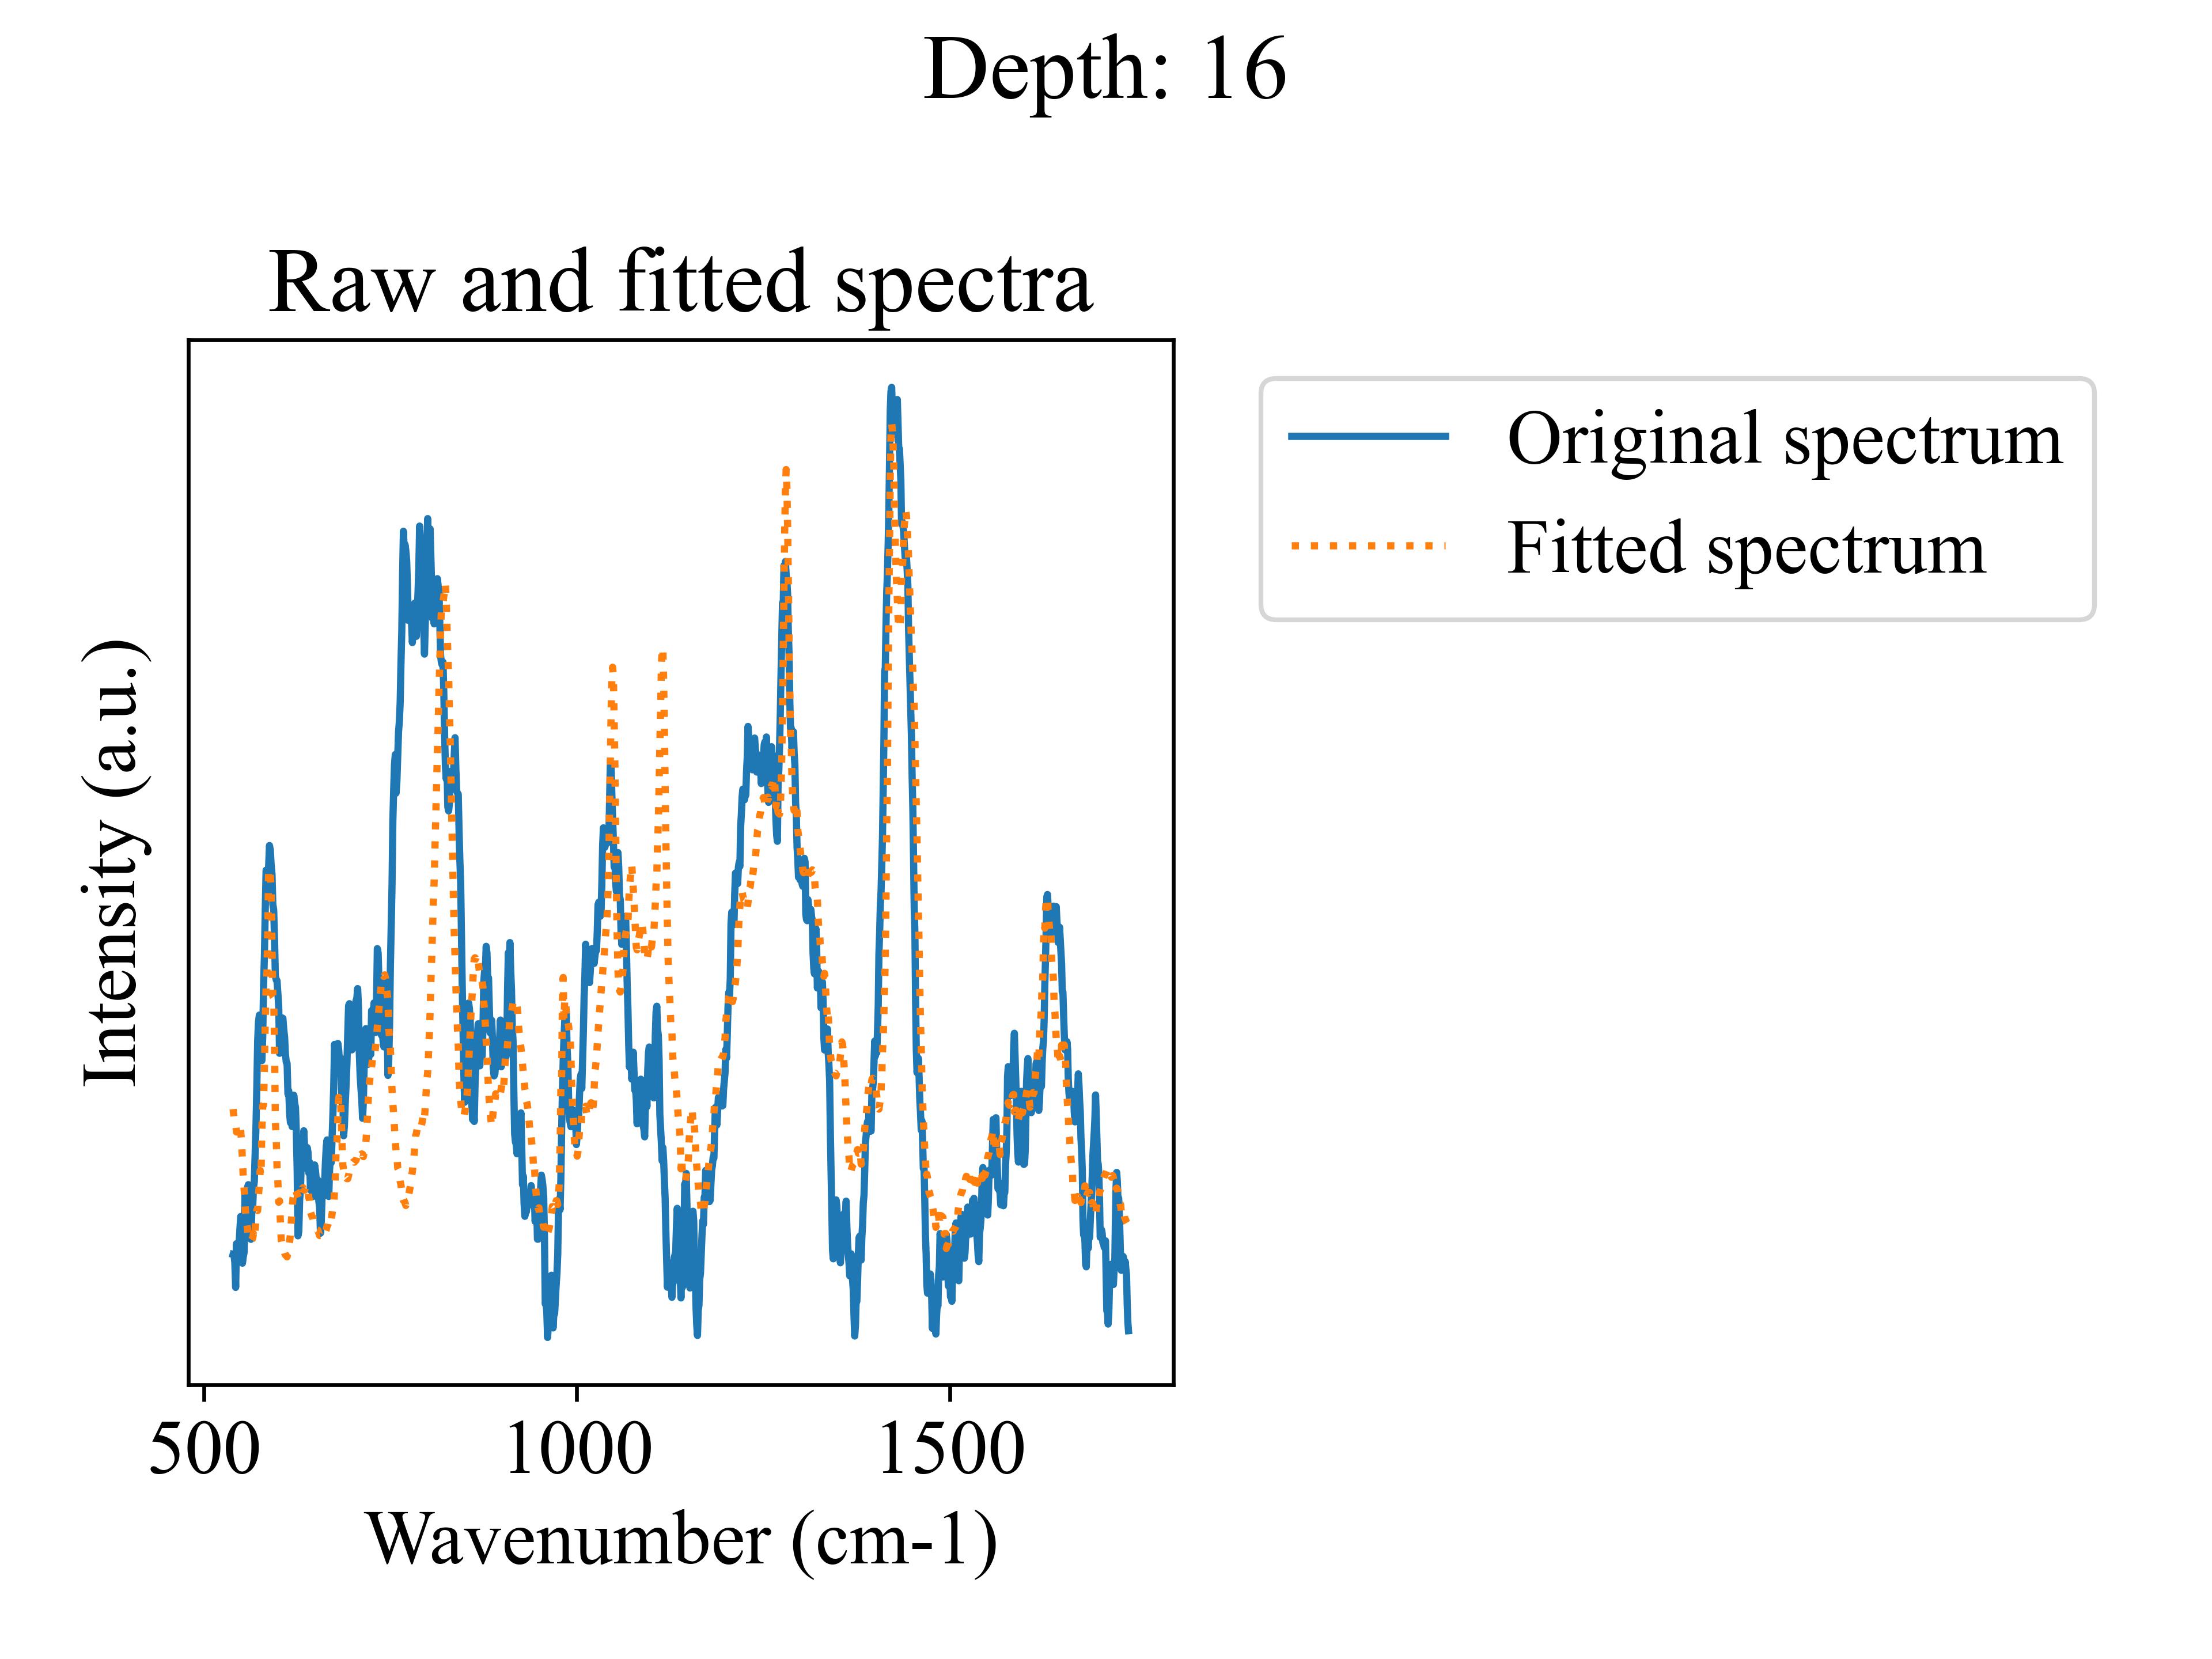 Depth: 16
Raw and fitted spectra
Original spectrum
Fitted spectrum
Intensity (a.u.)
500 1000 1500
Wavenumber (cm-1)